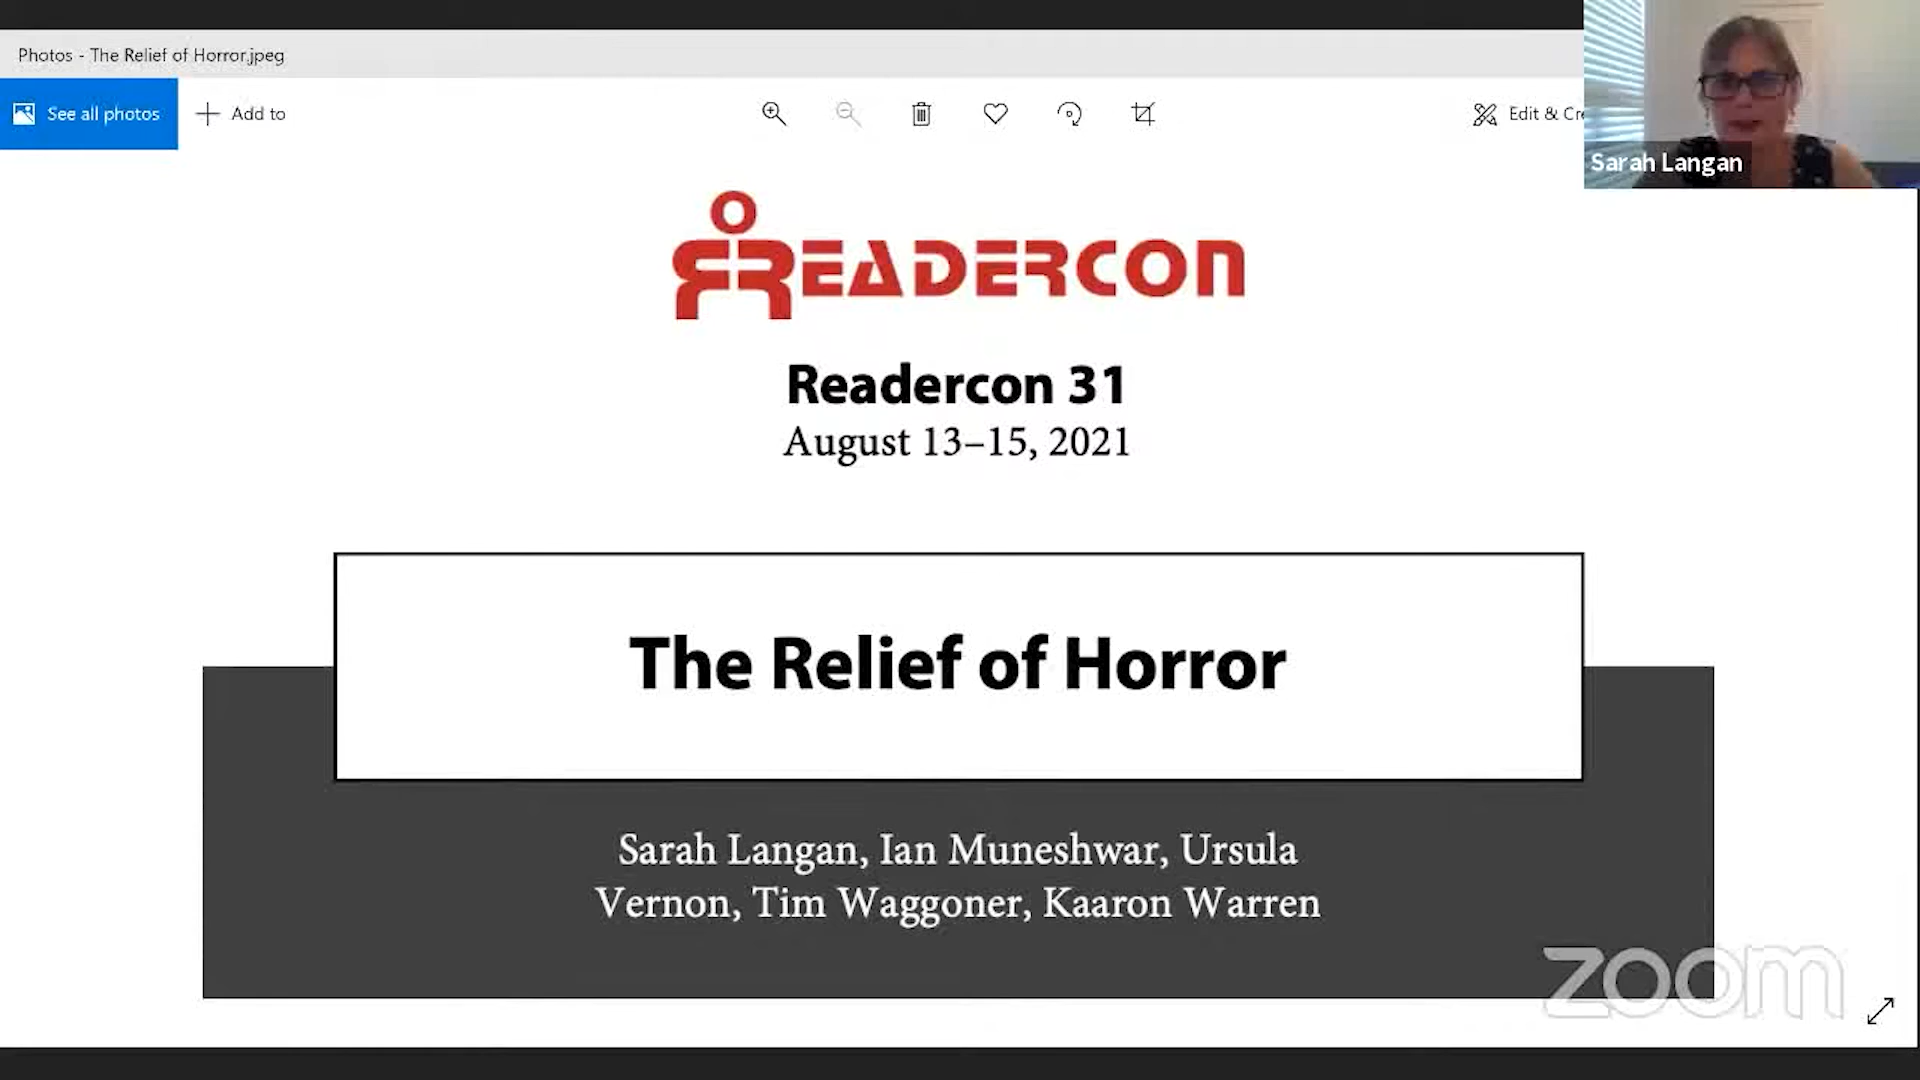 Photos - The Relief of Horror.jpeg
See all photos
Add to
Edit & Cre
Sarah Langan
READERCON
Readercon 31
August 13–15, 2021
The Relief of Horror
Sarah Langan, Ian Muneshwar, Ursula
Vernon, Tim Waggoner, Kaaron Warren
zoom